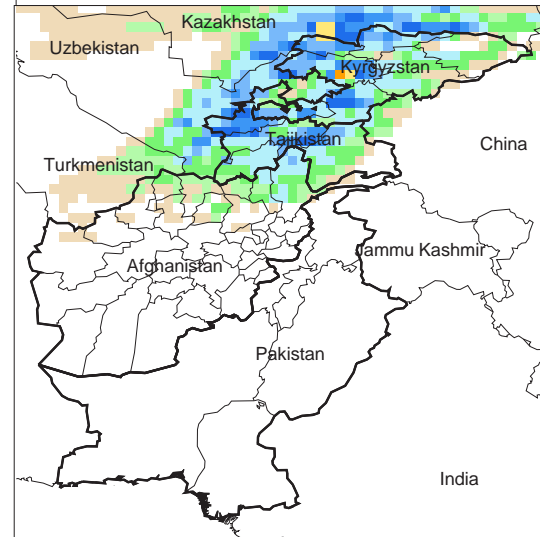 Kazakhstan
Uzbekistan
Kyrgyzstan
Tajikistan
China
Turkmenistan
Jammu Kashmir
Afghanistan
Pakistan
India